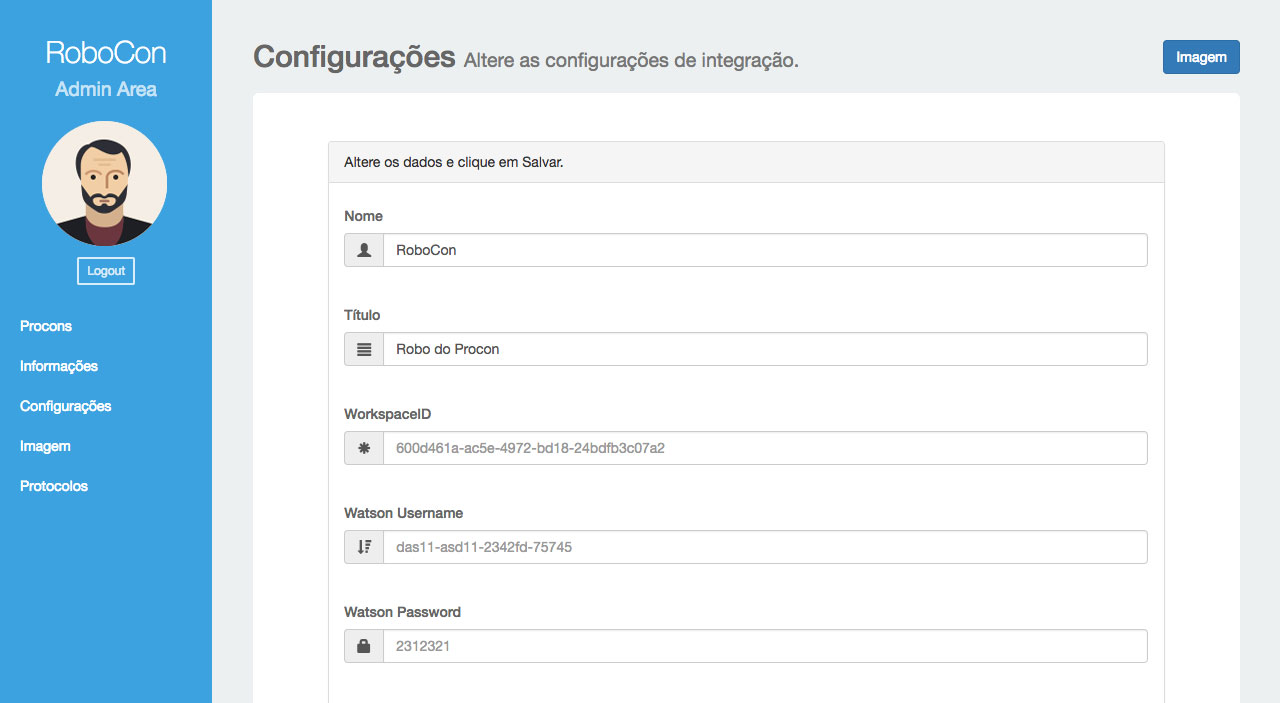 RoboCon
Admin Area
Logout
Procons
Informações
Configurações
Imagem
Protocolos
Configurações Altere as configurações de integração.
Imagem
Altere os dados e clique em Salvar.
Nome
RoboCon
Título
Robo do Procon
WorkspaceID
600d461a-ac5e-4972-bd18-24bdfb3c07a2
Watson Username
das11-asd11-2342fd-75745
Watson Password
2312321